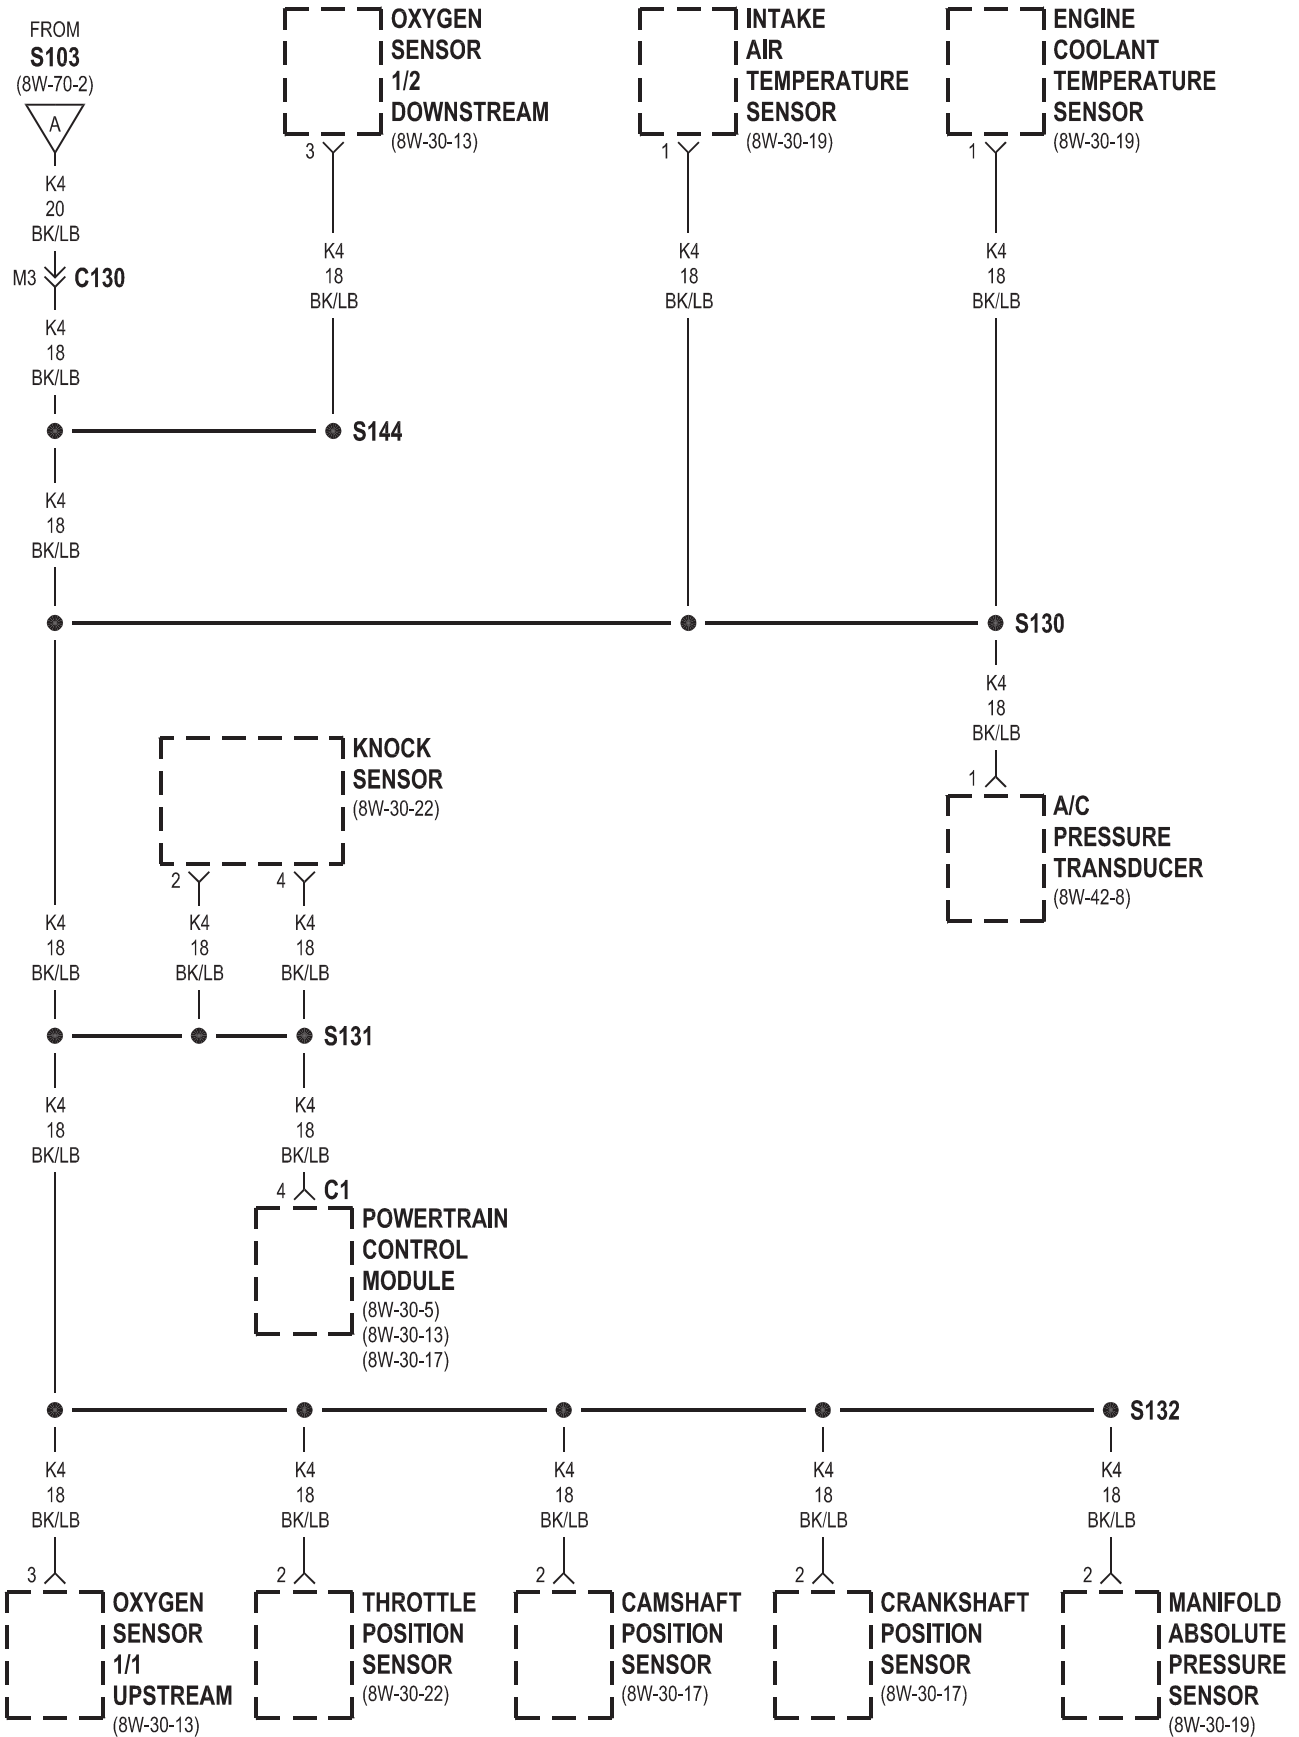 FROM
S103
(8W-70-2)
A
K4
20
BK/LB
M3
C130
K4
18
BK/LB
OXYGEN
SENSOR
1/2
DOWNSTREAM
(8W-30-13)
3
K4
18
BK/LB
S144
INTAKE
AIR
TEMPERATURE
SENSOR
(8W-30-19)
1
K4
18
BK/LB
ENGINE
COOLANT
TEMPERATURE
SENSOR
(8W-30-19)
1
K4
18
BK/LB
K4
18
BK/LB
S130
K4
18
BK/LB
1
A/C
PRESSURE
TRANSDUCER
(8W-42-8)
KNOCK
SENSOR
(8W-30-22)
2
4
K4
18
BK/LB
K4
18
BK/LB
K4
18
BK/LB
S131
K4
18
BK/LB
K4
18
BK/LB
4
C1
POWERTRAIN
CONTROL
MODULE
(8W-30-5)
(8W-30-13)
(8W-30-17)
S132
K4
18
BK/LB
3
OXYGEN
SENSOR
1/1
UPSTREAM
(8W-30-13)
K4
18
BK/LB
2
THROTTLE
POSITION
SENSOR
(8W-30-22)
K4
18
BK/LB
2
CAMSHAFT
POSITION
SENSOR
(8W-30-17)
K4
18
BK/LB
2
CRANKSHAFT
POSITION
SENSOR
(8W-30-17)
K4
18
BK/LB
2
MANIFOLD
ABSOLUTE
PRESSURE
SENSOR
(8W-30-19)